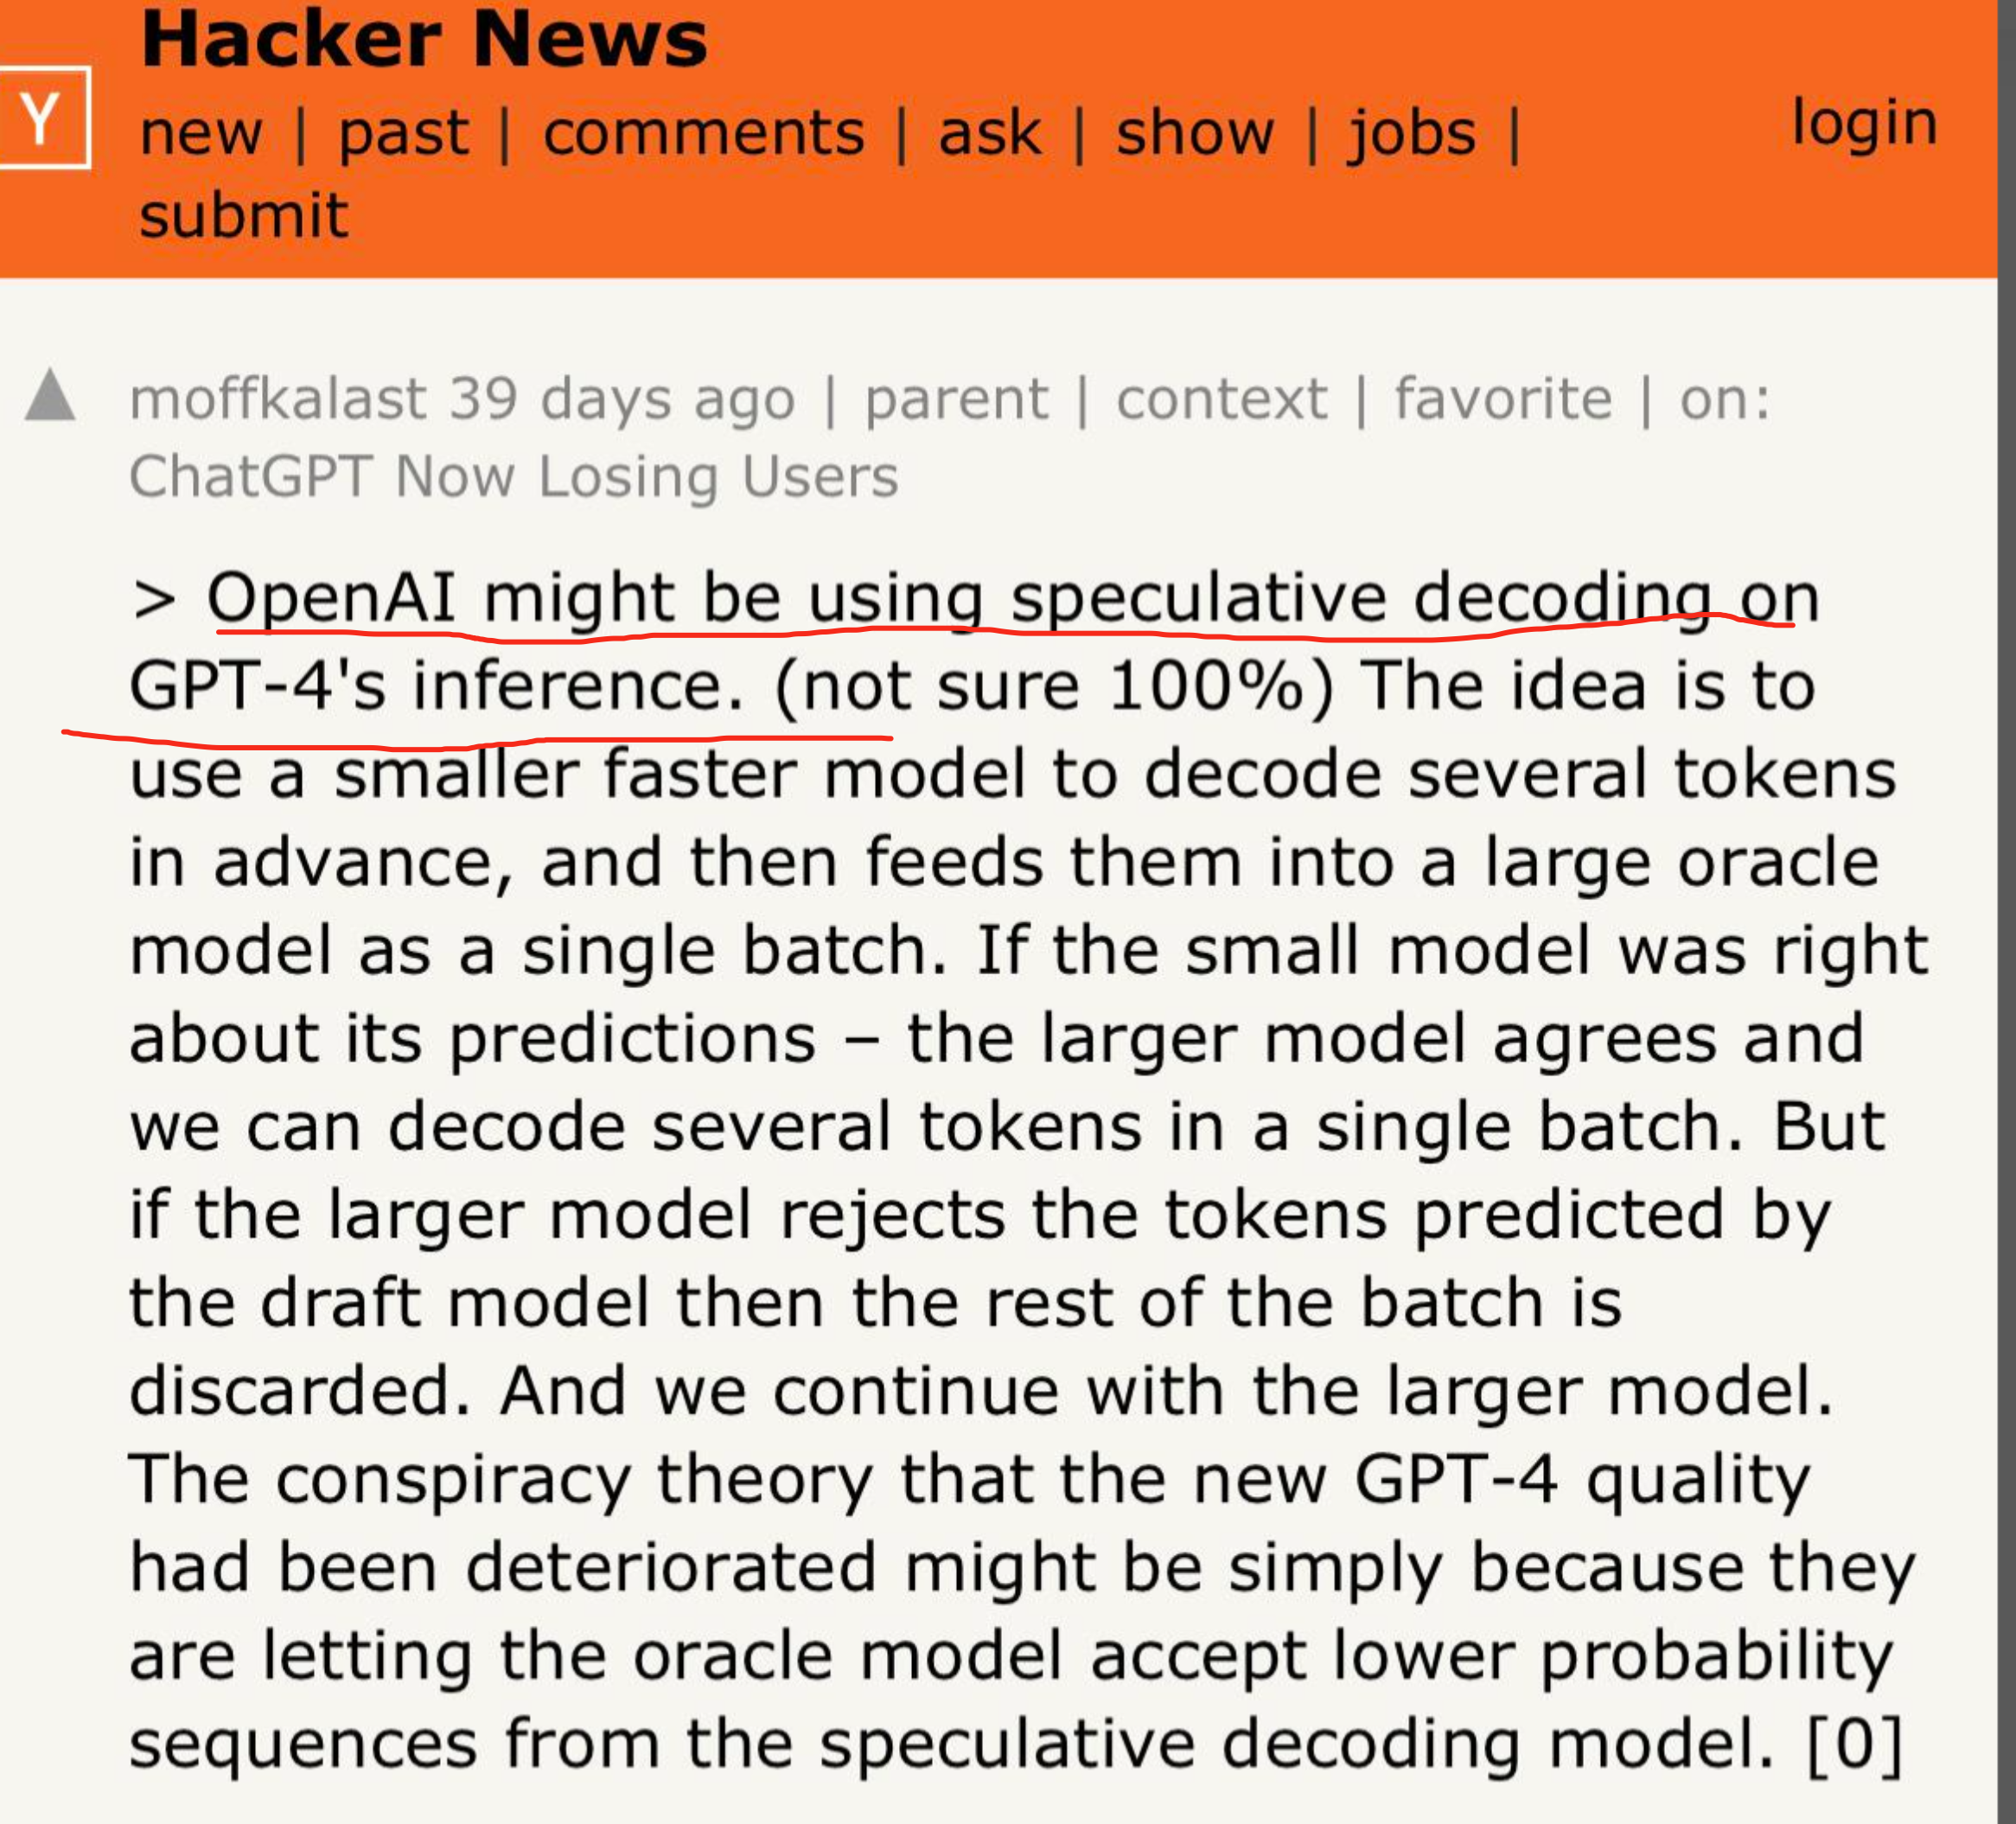 Hacker News
Y
new | past | comments | ask | show | jobs |
submit
login
moffkalast 39 days ago | parent | context | favorite | on:
ChatGPT Now Losing Users
> OpenAI might be using speculative decoding on
GPT-4's inference. (not sure 100%) The idea is to
use a smaller faster model to decode several tokens
in advance, and then feeds them into a large oracle
model as a single batch. If the small model was right
about its predictions – the larger model agrees and
we can decode several tokens in a single batch. But
if the larger model rejects the tokens predicted by
the draft model then the rest of the batch is
discarded. And we continue with the larger model.
The conspiracy theory that the new GPT-4 quality
had been deteriorated might be simply because they
are letting the oracle model accept lower probability
sequences from the speculative decoding model. [0]